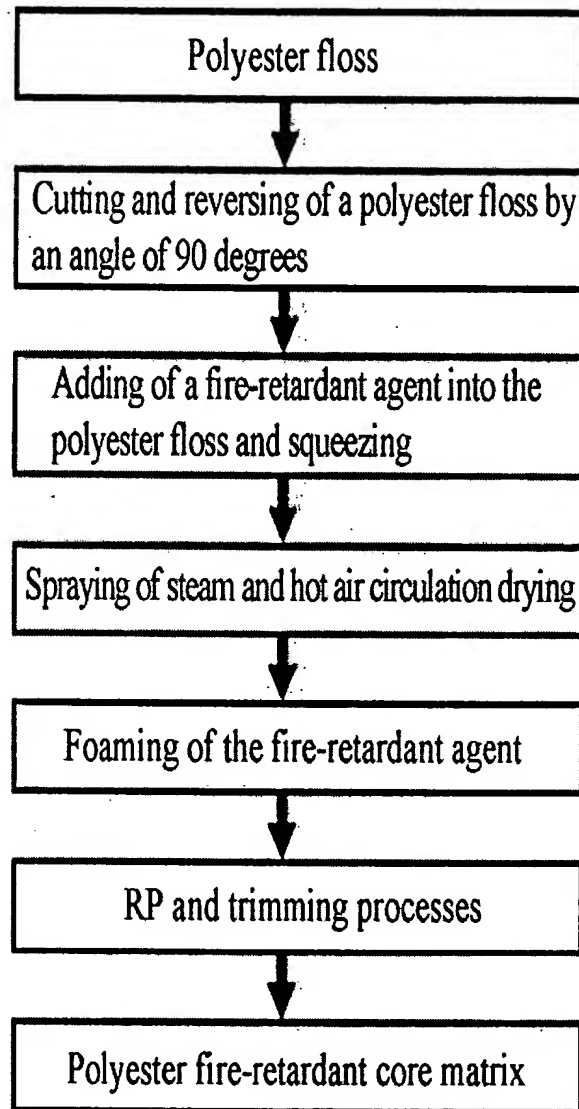 Polyester floss
Cutting and reversing of a polyester floss by
an angle of 90 degrees
Adding of a fire-retardant agent into the
polyester floss and squeezing
Spraying of steam and hot air circulation drying
Foaming of the fire-retardant agent
RP and trimming processes
Polyester fire-retardant core matrix